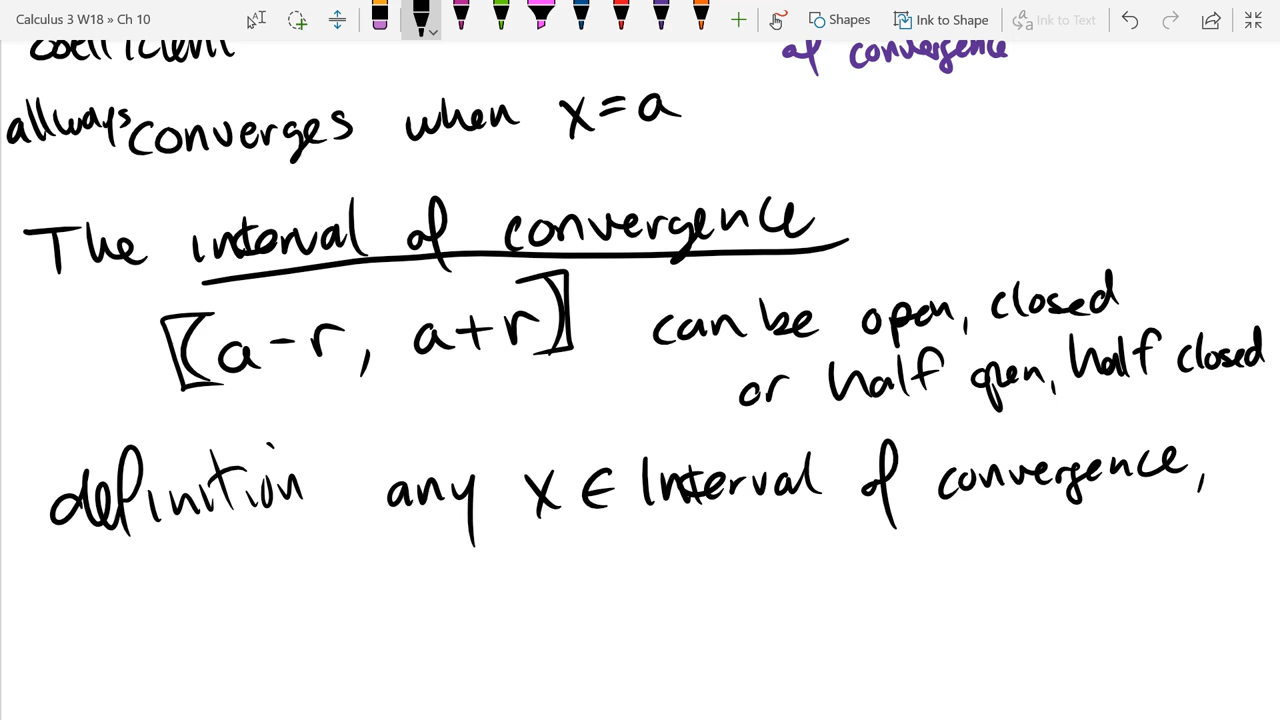 Calculus 3 W18 » Ch 10
Shapes
Ink to Shape
Ink to Text
coefficient
of convergence
allways converges when x=a
The interval of convergence
[(a-r, a+r)] can be open, closed
or half open, half closed
definition any x ∈ Interval of convergence,